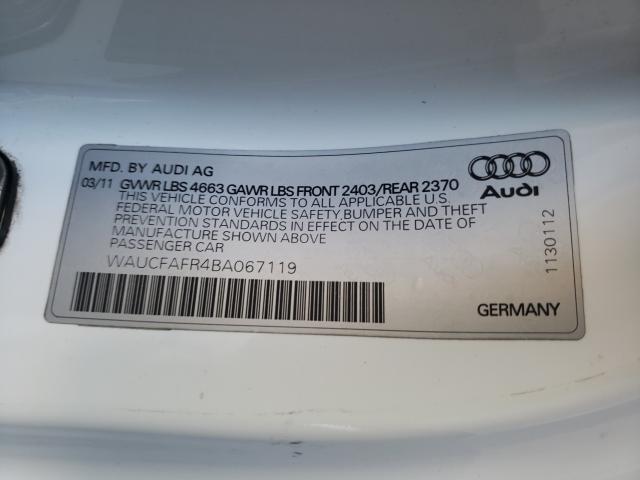 MFD. BY AUDI AG
03/11 GVWR LBS 4663 GAWR LBS FRONT 2403/REAR 2370
THIS VEHICLE CONFORMS TO ALL APPLICABLE U.S.
FEDERAL MOTOR VEHICLE SAFETY, BUMPER AND THEFT
PREVENTION STANDARDS IN EFFECT ON THE DATE OF
MANUFACTURE SHOWN ABOVE
PASSENGER CAR
WAUCFAFR4BA067119
Audi
1130112
GERMANY